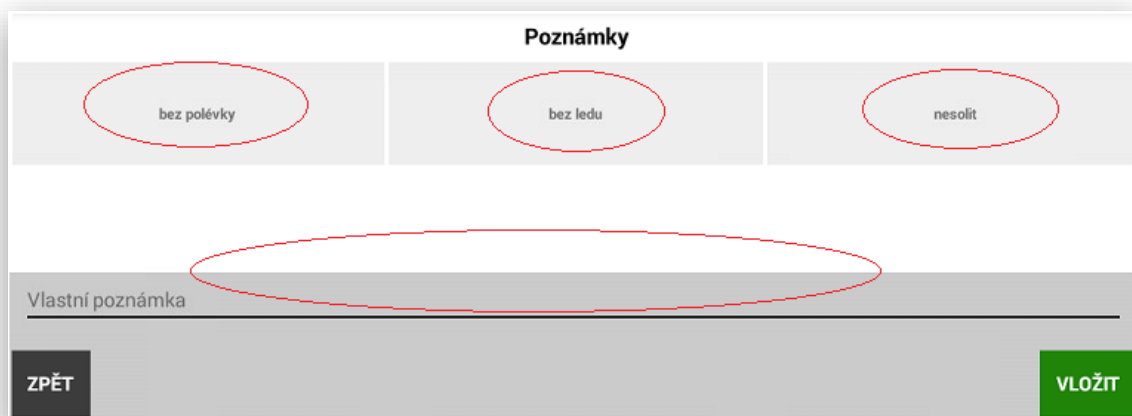 Poznámky
bez polévky
bez ledu
nesolit
Vlastní poznámka
ZPĚT
VLOŽIT